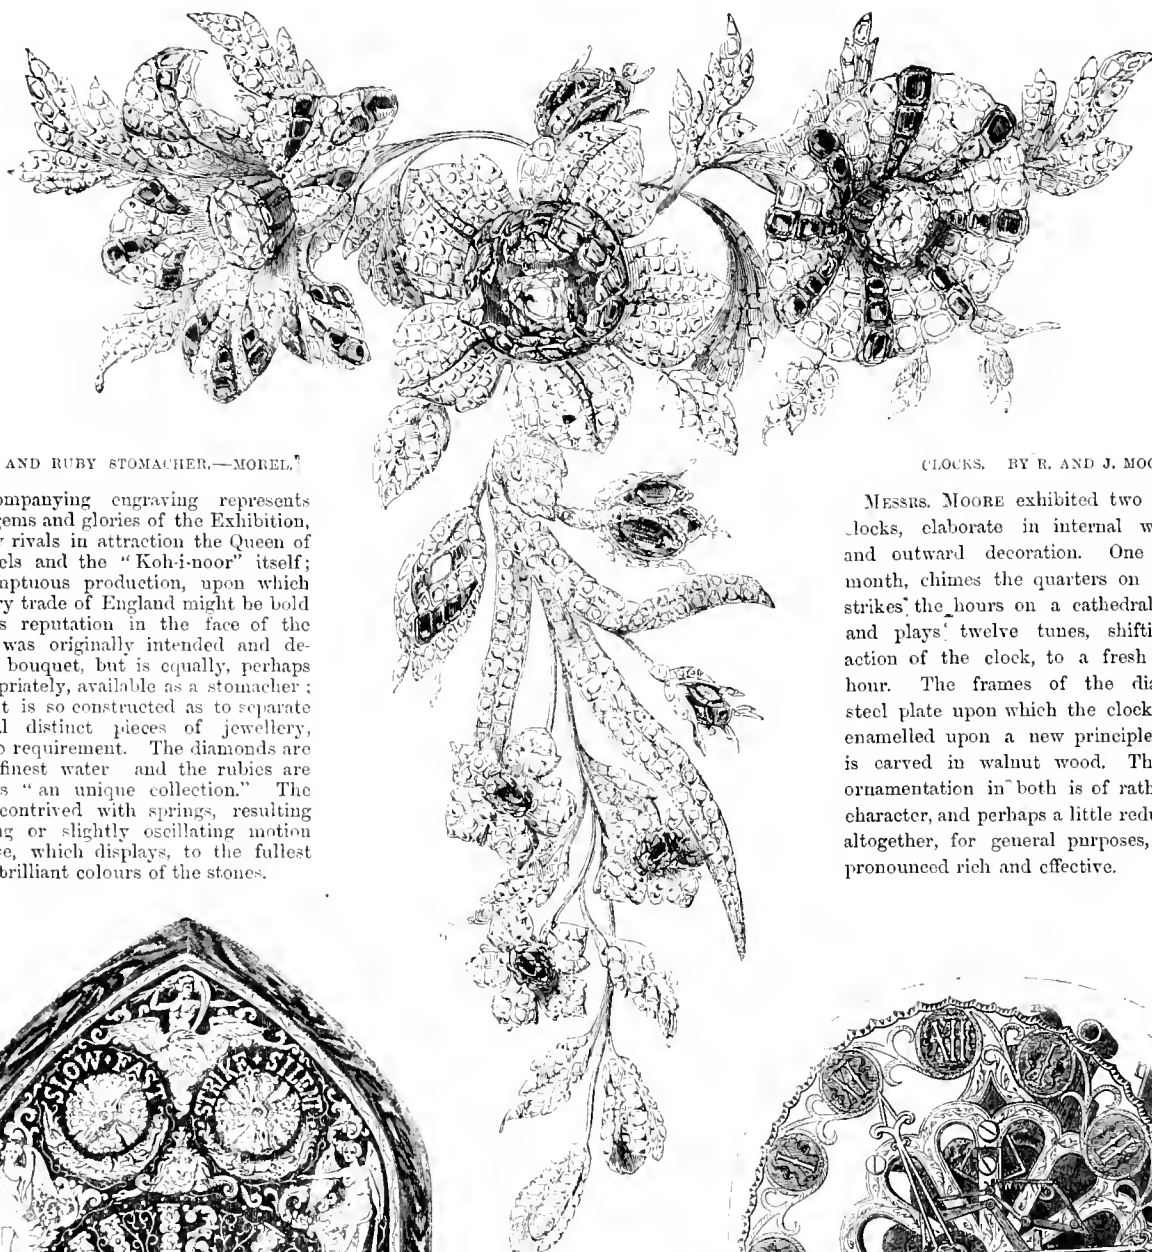 AND RUBY STOMACHER.—MOREL.
ompanying engraving represents
ems and glories of the Exhibition,
rivals in attraction the Queen of
els and the "Koh-i-noor" itself;
mptuous production, upon which
ry trade of England might be bold
s reputation in the face of the
was originally intended and de-
bouquet, but is equally, perhaps
priately, available as a stomacher;
t is so constructed as to separate
l distinct pieces of jewellery,
o requirement. The diamonds are
finest water and the rubies are
s "an unique collection." The
contrived with springs, resulting
ng or slightly oscillating motion
e, which displays, to the fullest
brilliant colours of the stones.
CLOCKS. BY R. AND J. MOO
MESSRS. MOORE exhibited two
clocks, elaborate in internal w
and outward decoration. One
month, chimes the quarters on
strikes the hours on a cathedral
and plays twelve tunes, shifti
action of the clock, to a fresh
hour. The frames of the dia
steel plate upon which the clock
enamelled upon a new principle
is carved in walnut wood. Th
ornamentation in both is of rath
character, and perhaps a little redu
altogether, for general purposes,
pronounced rich and effective.
SLOW · FAST
STRIKE · SILENT
XII